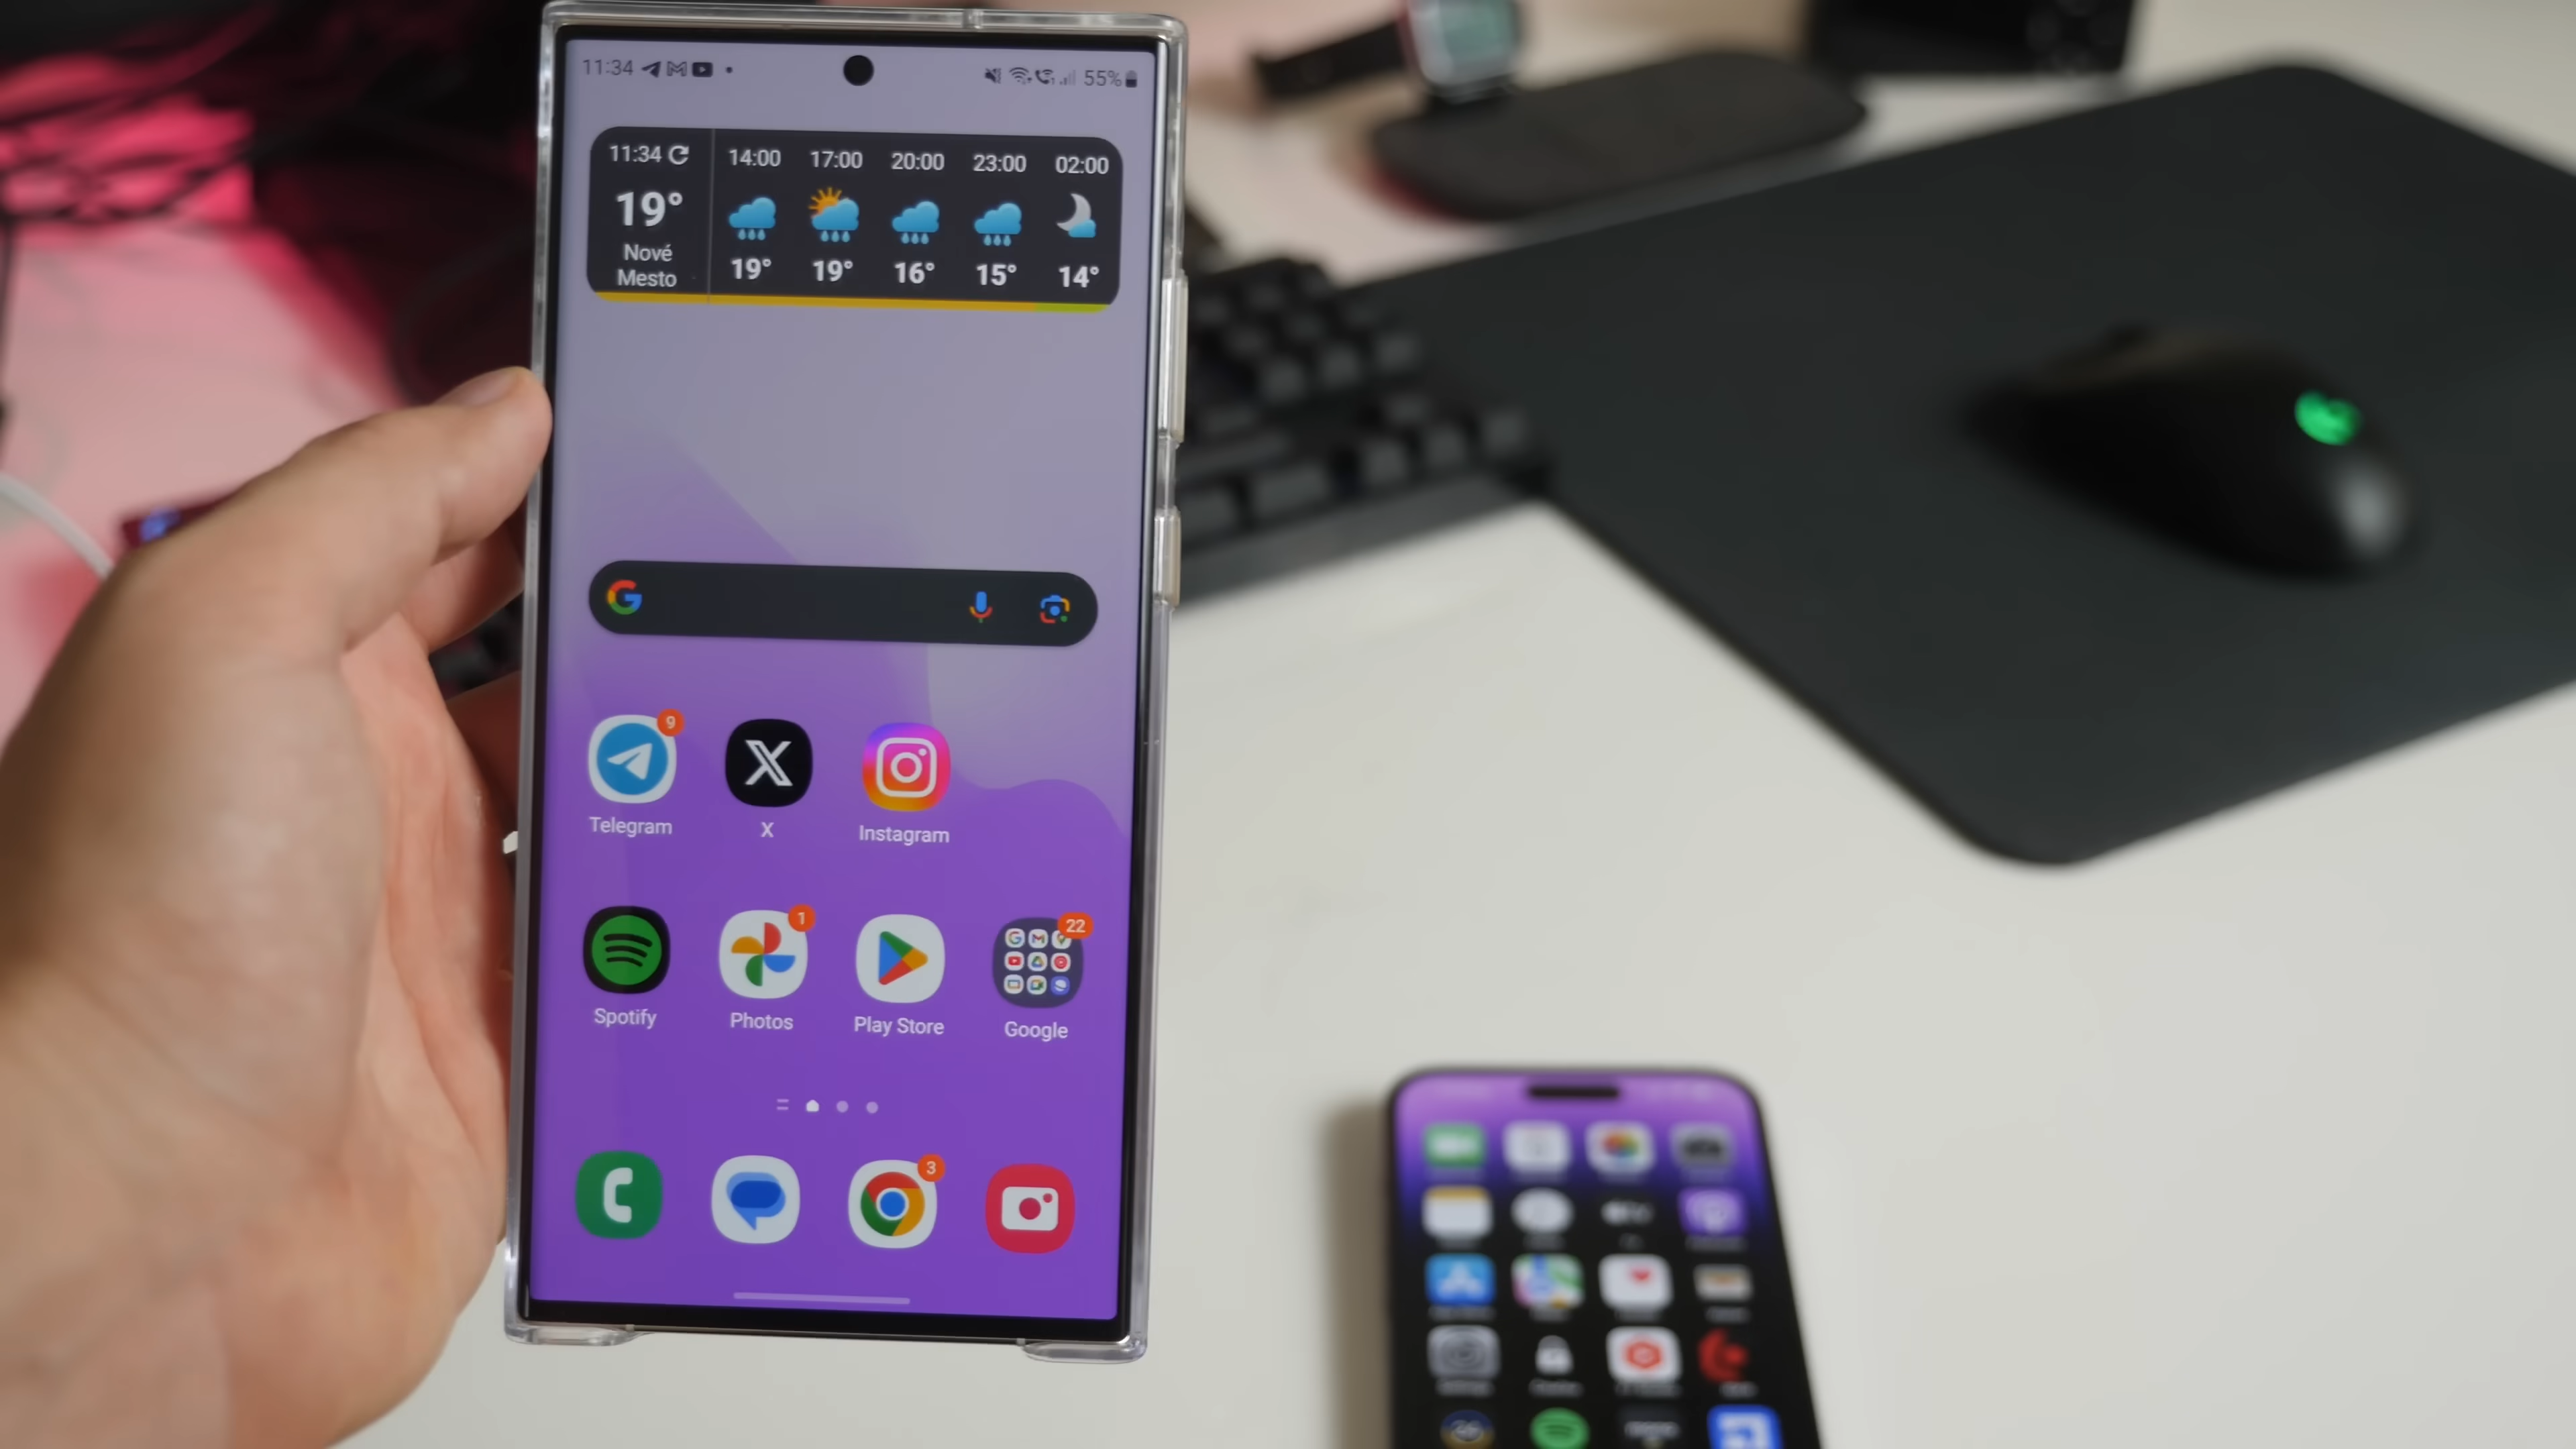 11:34 55%
11:34 14:00 17:00 20:00 23:00 02:00
19°
Nové
Mesto
19° 19° 16° 15° 14°
9
Telegram X Instagram
1 22
Spotify Photos Play Store Google
3